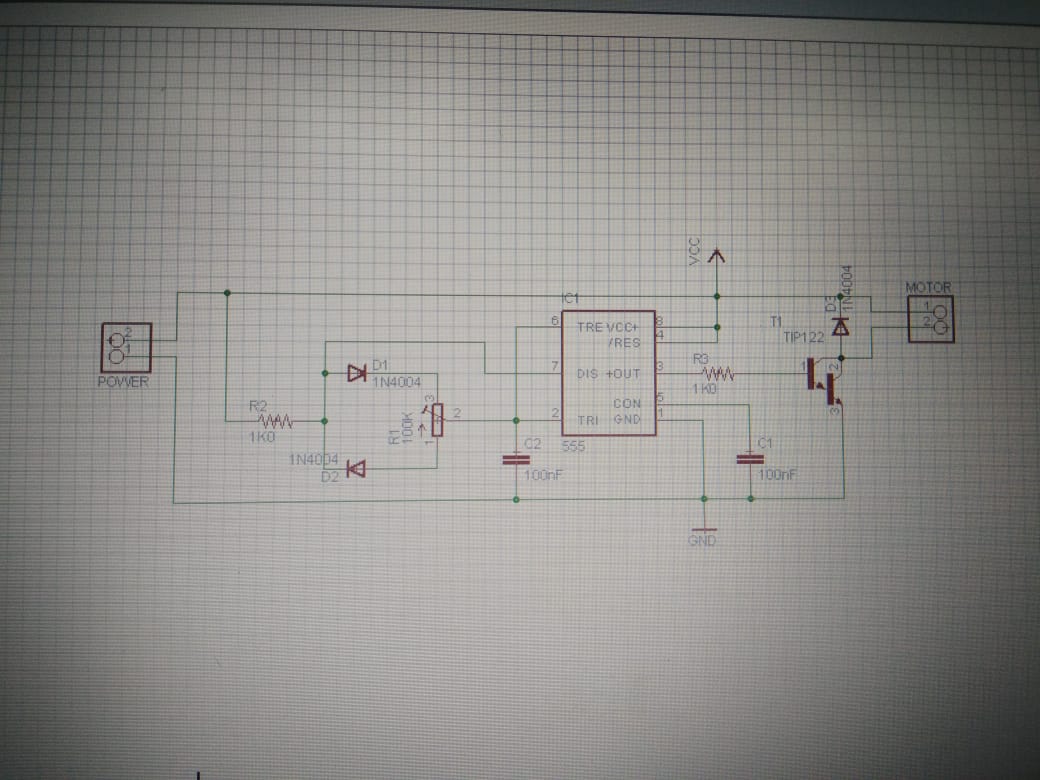 VCC
1N4004
D3
MOTOR
1
2
IC1
T1
TIP122
2
1
POWER
6
TRE VCC+
8
4
/RES
7
DIS +OUT
3
R3
1K0
1
2
3
D1
1N4004
R2
1K0
R1
100K
3
2
1
2
CON
5
TRI GND
1
555
1N4004
D2
C2
100nF
C1
100nF
GND